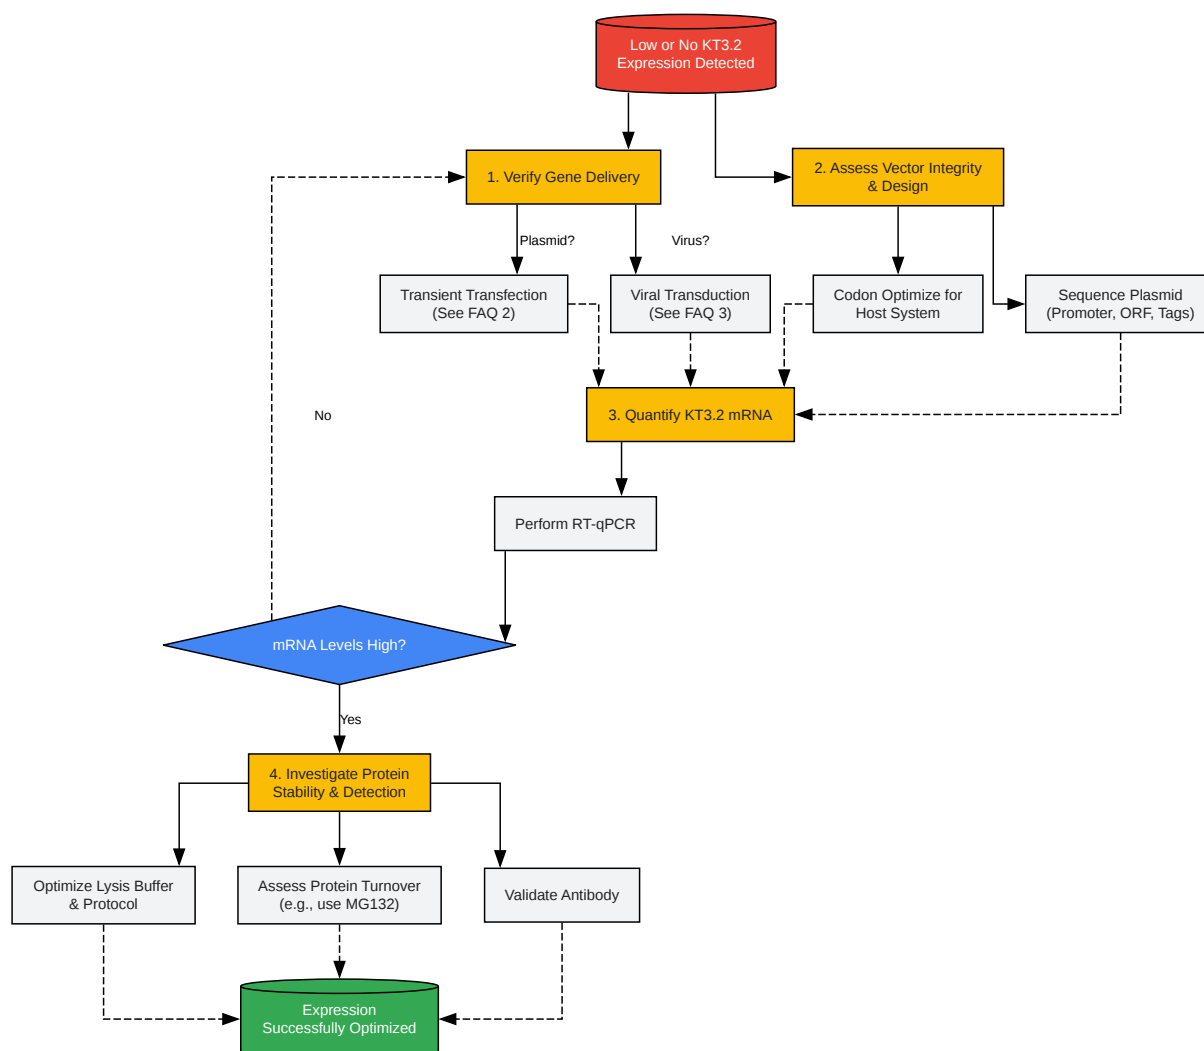 Low or No KT3.2
Expression Detected
1. Verify Gene Delivery
2. Assess Vector Integrity
& Design
Plasmid?
Virus?
Transient Transfection
(See FAQ 2)
Viral Transduction
(See FAQ 3)
Codon Optimize for
Host System
Sequence Plasmid
(Promoter, ORF, Tags)
No
3. Quantify KT3.2 mRNA
Perform RT-qPCR
mRNA Levels High?
Yes
4. Investigate Protein
Stability & Detection
Optimize Lysis Buffer
& Protocol
Assess Protein Turnover
(e.g., use MG132)
Validate Antibody
Expression
Successfully Optimized